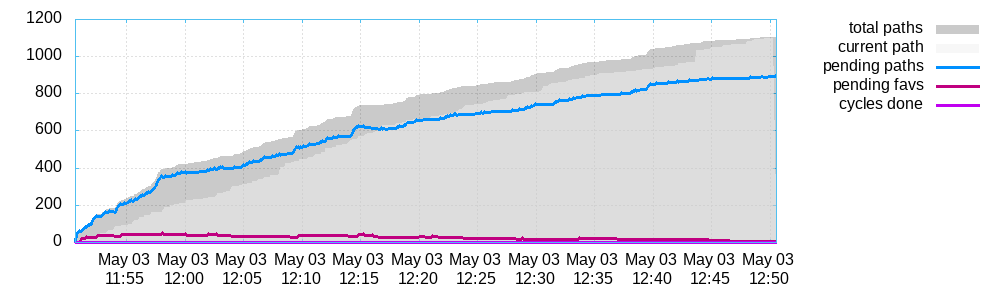 1200
1000
800
600
400
200
0
May 03 May 03 May 03 May 03 May 03 May 03 May 03 May 03 May 03 May 03 May 03 May 03
11:55 12:00 12:05 12:10 12:15 12:20 12:25 12:30 12:35 12:40 12:45 12:50
total paths
current path
pending paths
pending favs
cycles done